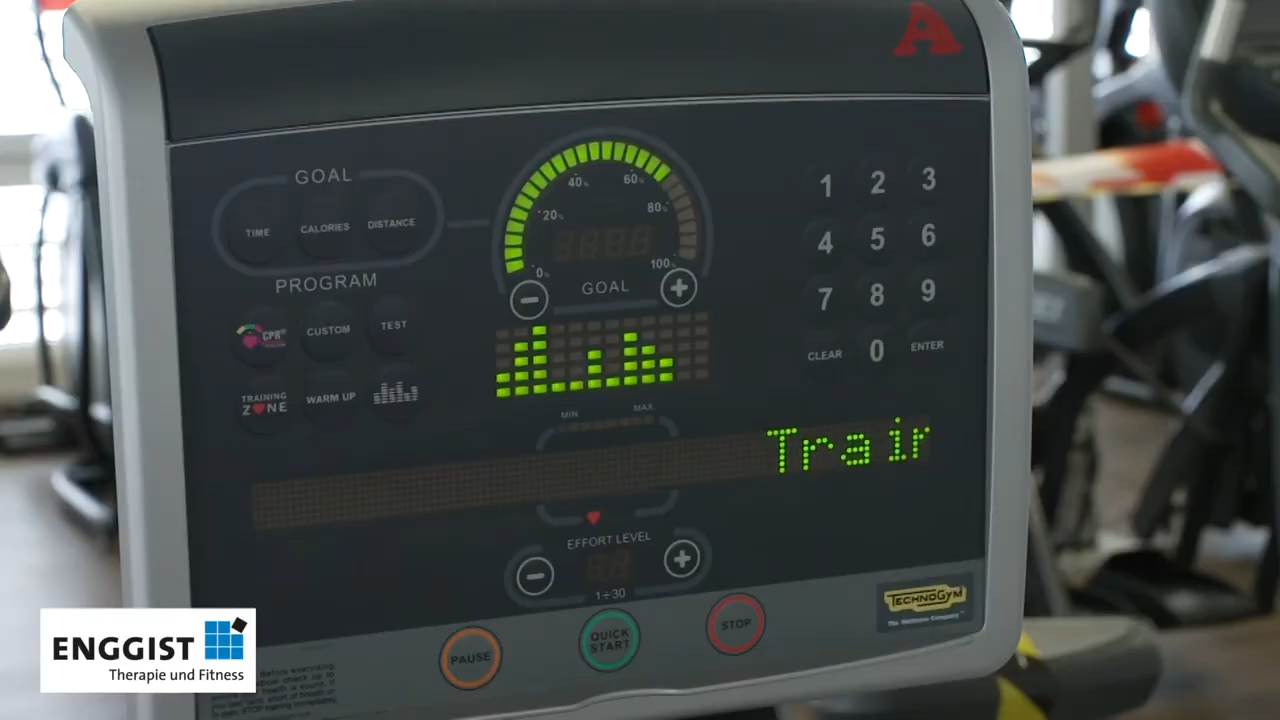 A
GOAL
TIME
CALORIES
DISTANCE
PROGRAM
CPR
CUSTOM
TEST
TRAINING
ZONE
WARM UP
0%
20%
40%
60%
80%
100%
GOAL
MIN
MAX
1 2 3
4 5 6
7 8 9
CLEAR 0 ENTER
Trair
EFFORT LEVEL
1÷30
PAUSE
QUICK
START
STOP
TECHNOGYM
The Wellness Company
ENGGIST
Therapie und Fitness